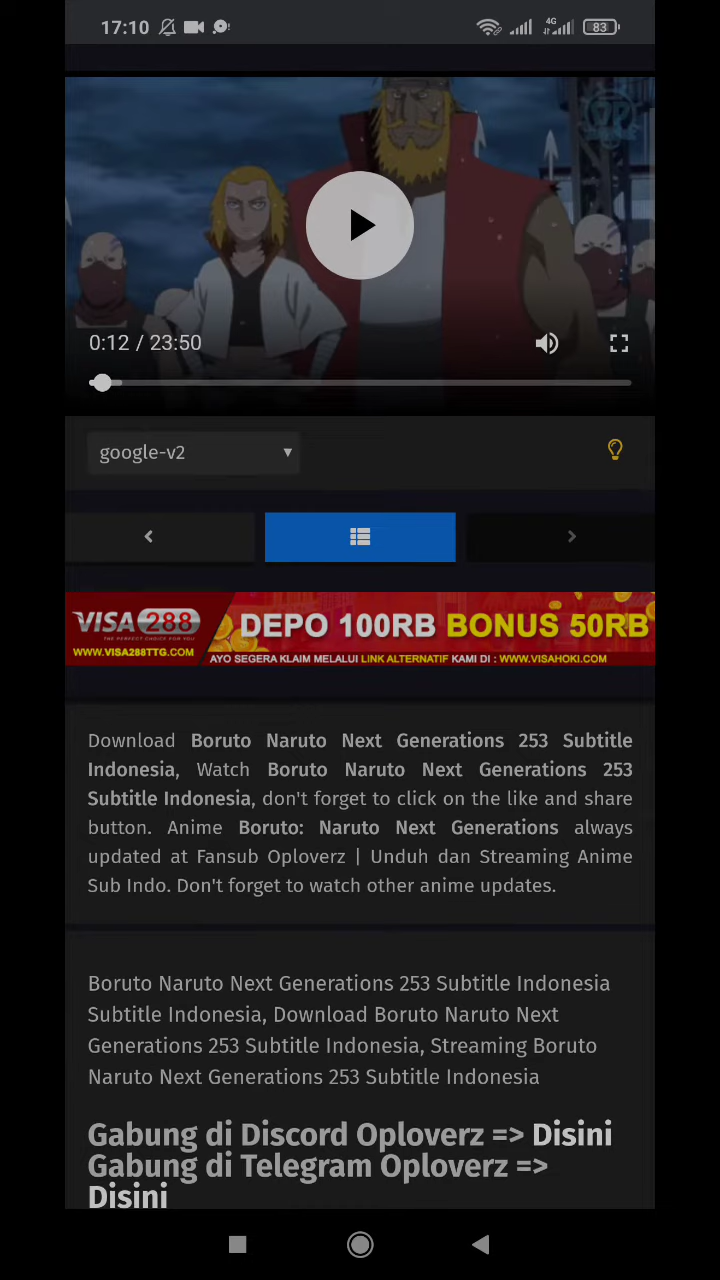 17:10
4G
83
0:12 / 23:50
google-v2
VISA 288
THE PERFECT CHOICE FOR YOU
WWW.VISA288TTG.COM
DEPO 100RB BONUS 50RB
AYO SEGERA KLAIM MELALUI LINK ALTERNATIF KAMI DI : WWW.VISAHOKI.COM
Download Boruto Naruto Next Generations 253 Subtitle
Indonesia, Watch Boruto Naruto Next Generations 253
Subtitle Indonesia, don't forget to click on the like and share
button. Anime Boruto: Naruto Next Generations always
updated at Fansub Oploverz | Unduh dan Streaming Anime
Sub Indo. Don't forget to watch other anime updates.
Boruto Naruto Next Generations 253 Subtitle Indonesia
Subtitle Indonesia, Download Boruto Naruto Next
Generations 253 Subtitle Indonesia, Streaming Boruto
Naruto Next Generations 253 Subtitle Indonesia
Gabung di Discord Oploverz => Disini
Gabung di Telegram Oploverz =>
Disini